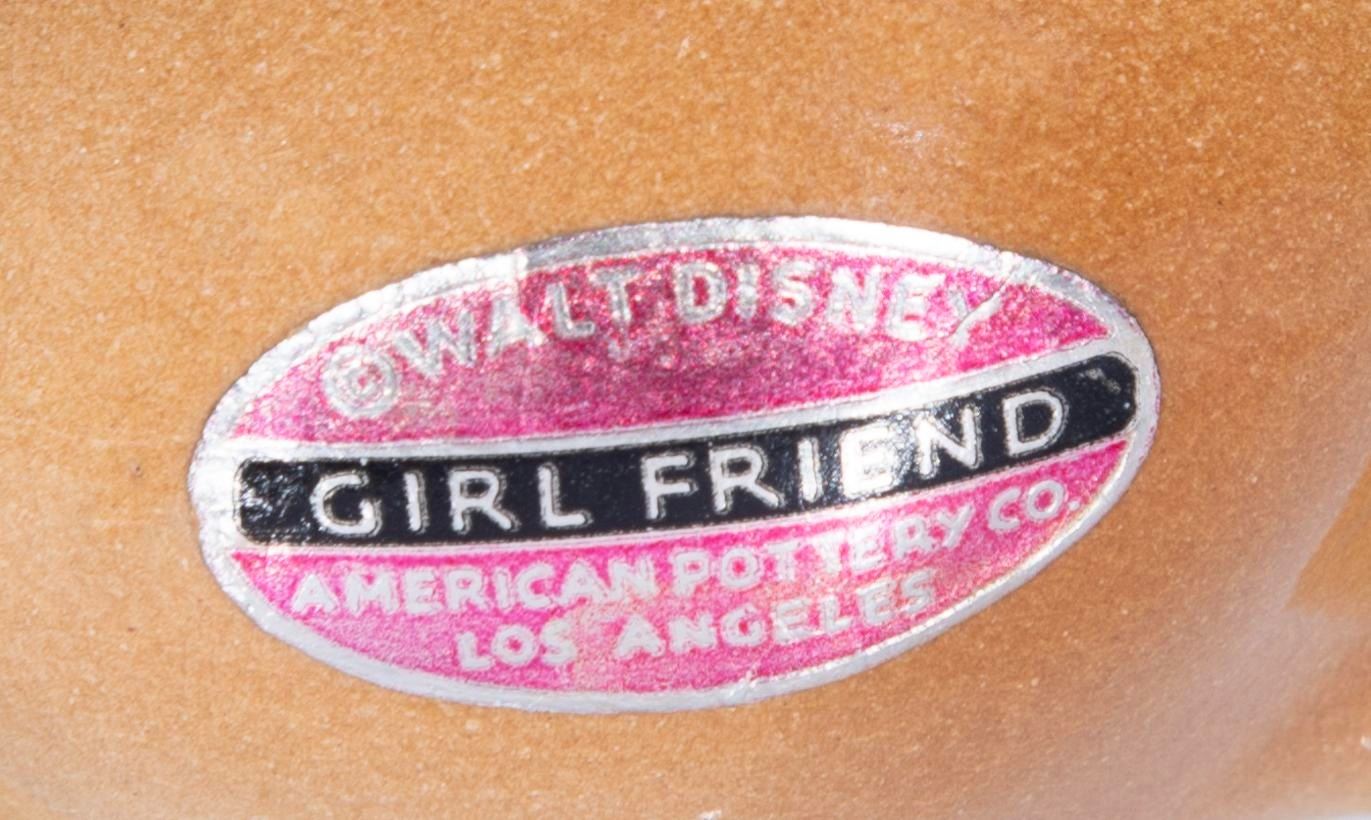 ©WALT DISNEY
GIRL FRIEND
AMERICAN POTTERY CO.
LOS ANGELES